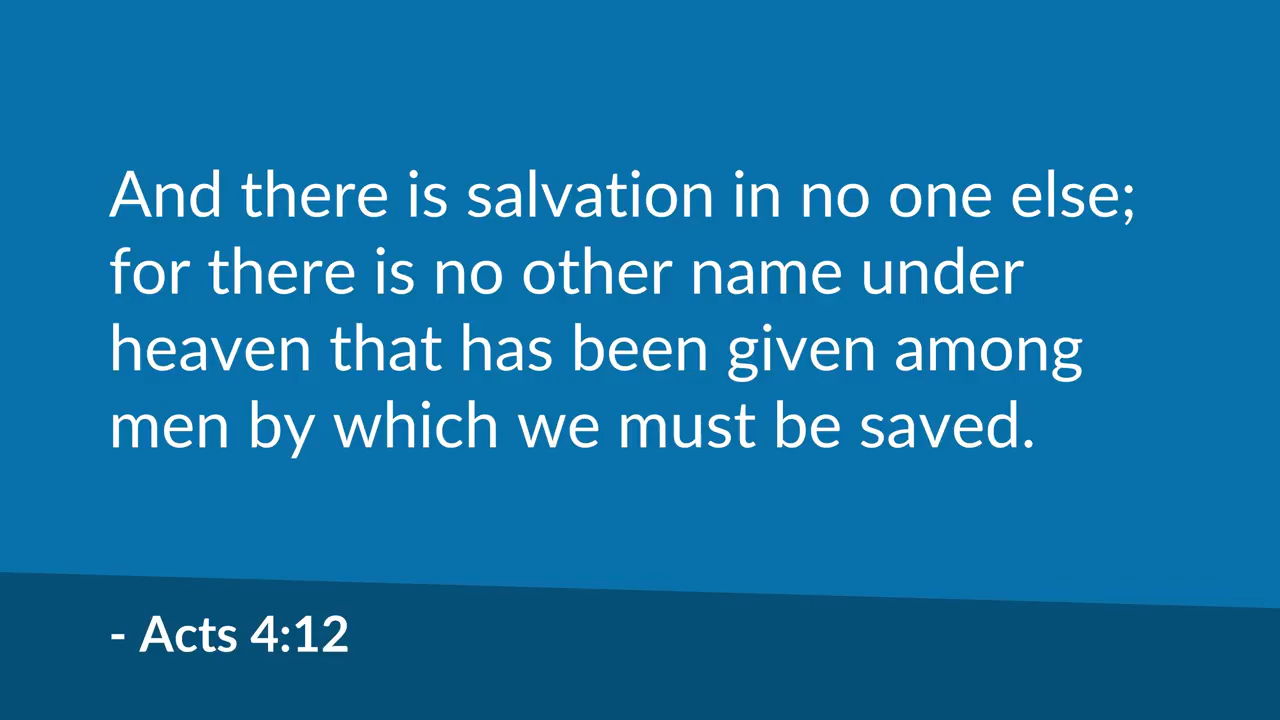 And there is salvation in no one else;
for there is no other name under
heaven that has been given among
men by which we must be saved.
- Acts 4:12